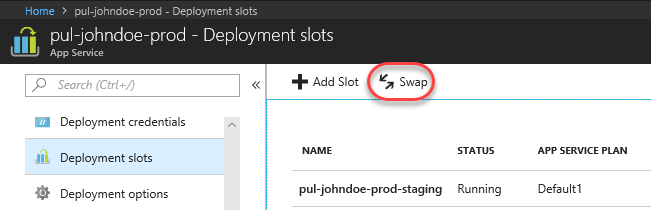 Home > pul-johndoe-prod - Deployment slots
pul-johndoe-prod - Deployment slots
App Service
Search (Ctrl+/)
«
Add Slot
Swap
Deployment credentials
Deployment slots
Deployment options
NAME STATUS APP SERVICE PLAN
pul-johndoe-prod-staging Running Default1